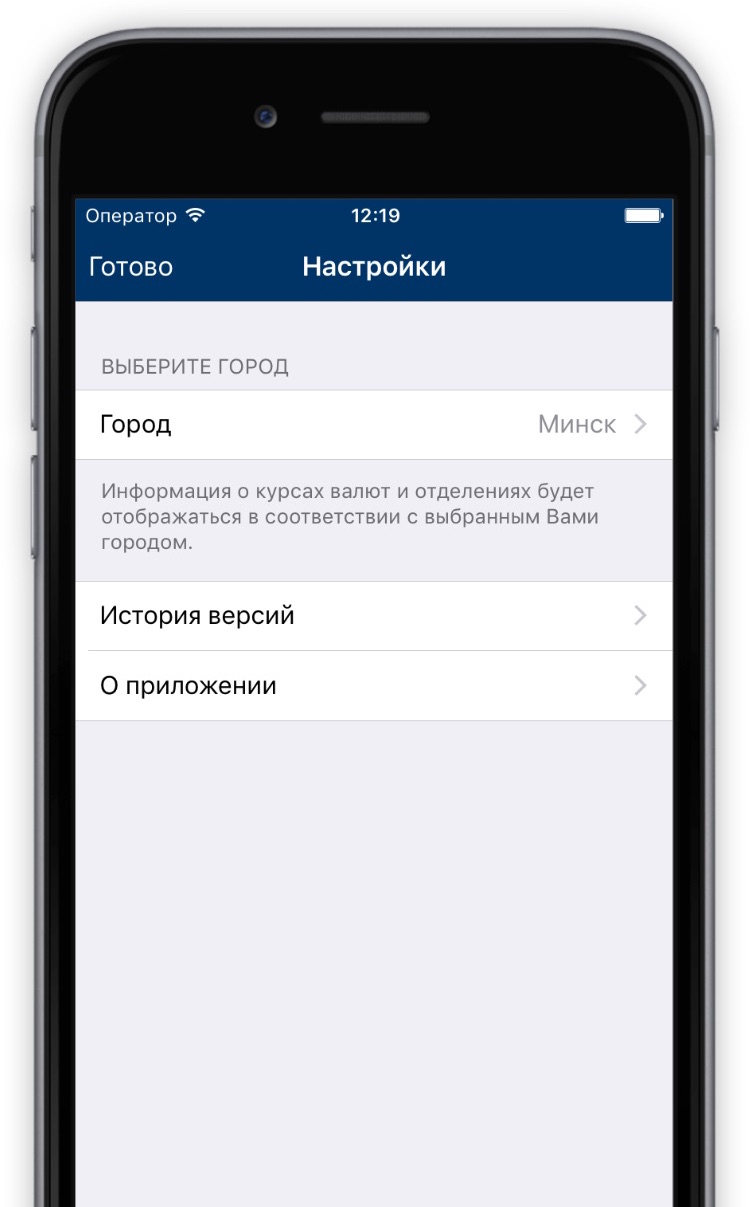 Оператор 12:19
Готово Настройки
ВЫБЕРИТЕ ГОРОД
Город Минск
Информация о курсах валют и отделениях будет
отображаться в соответствии с выбранным Вами
городом.
История версий
О приложении